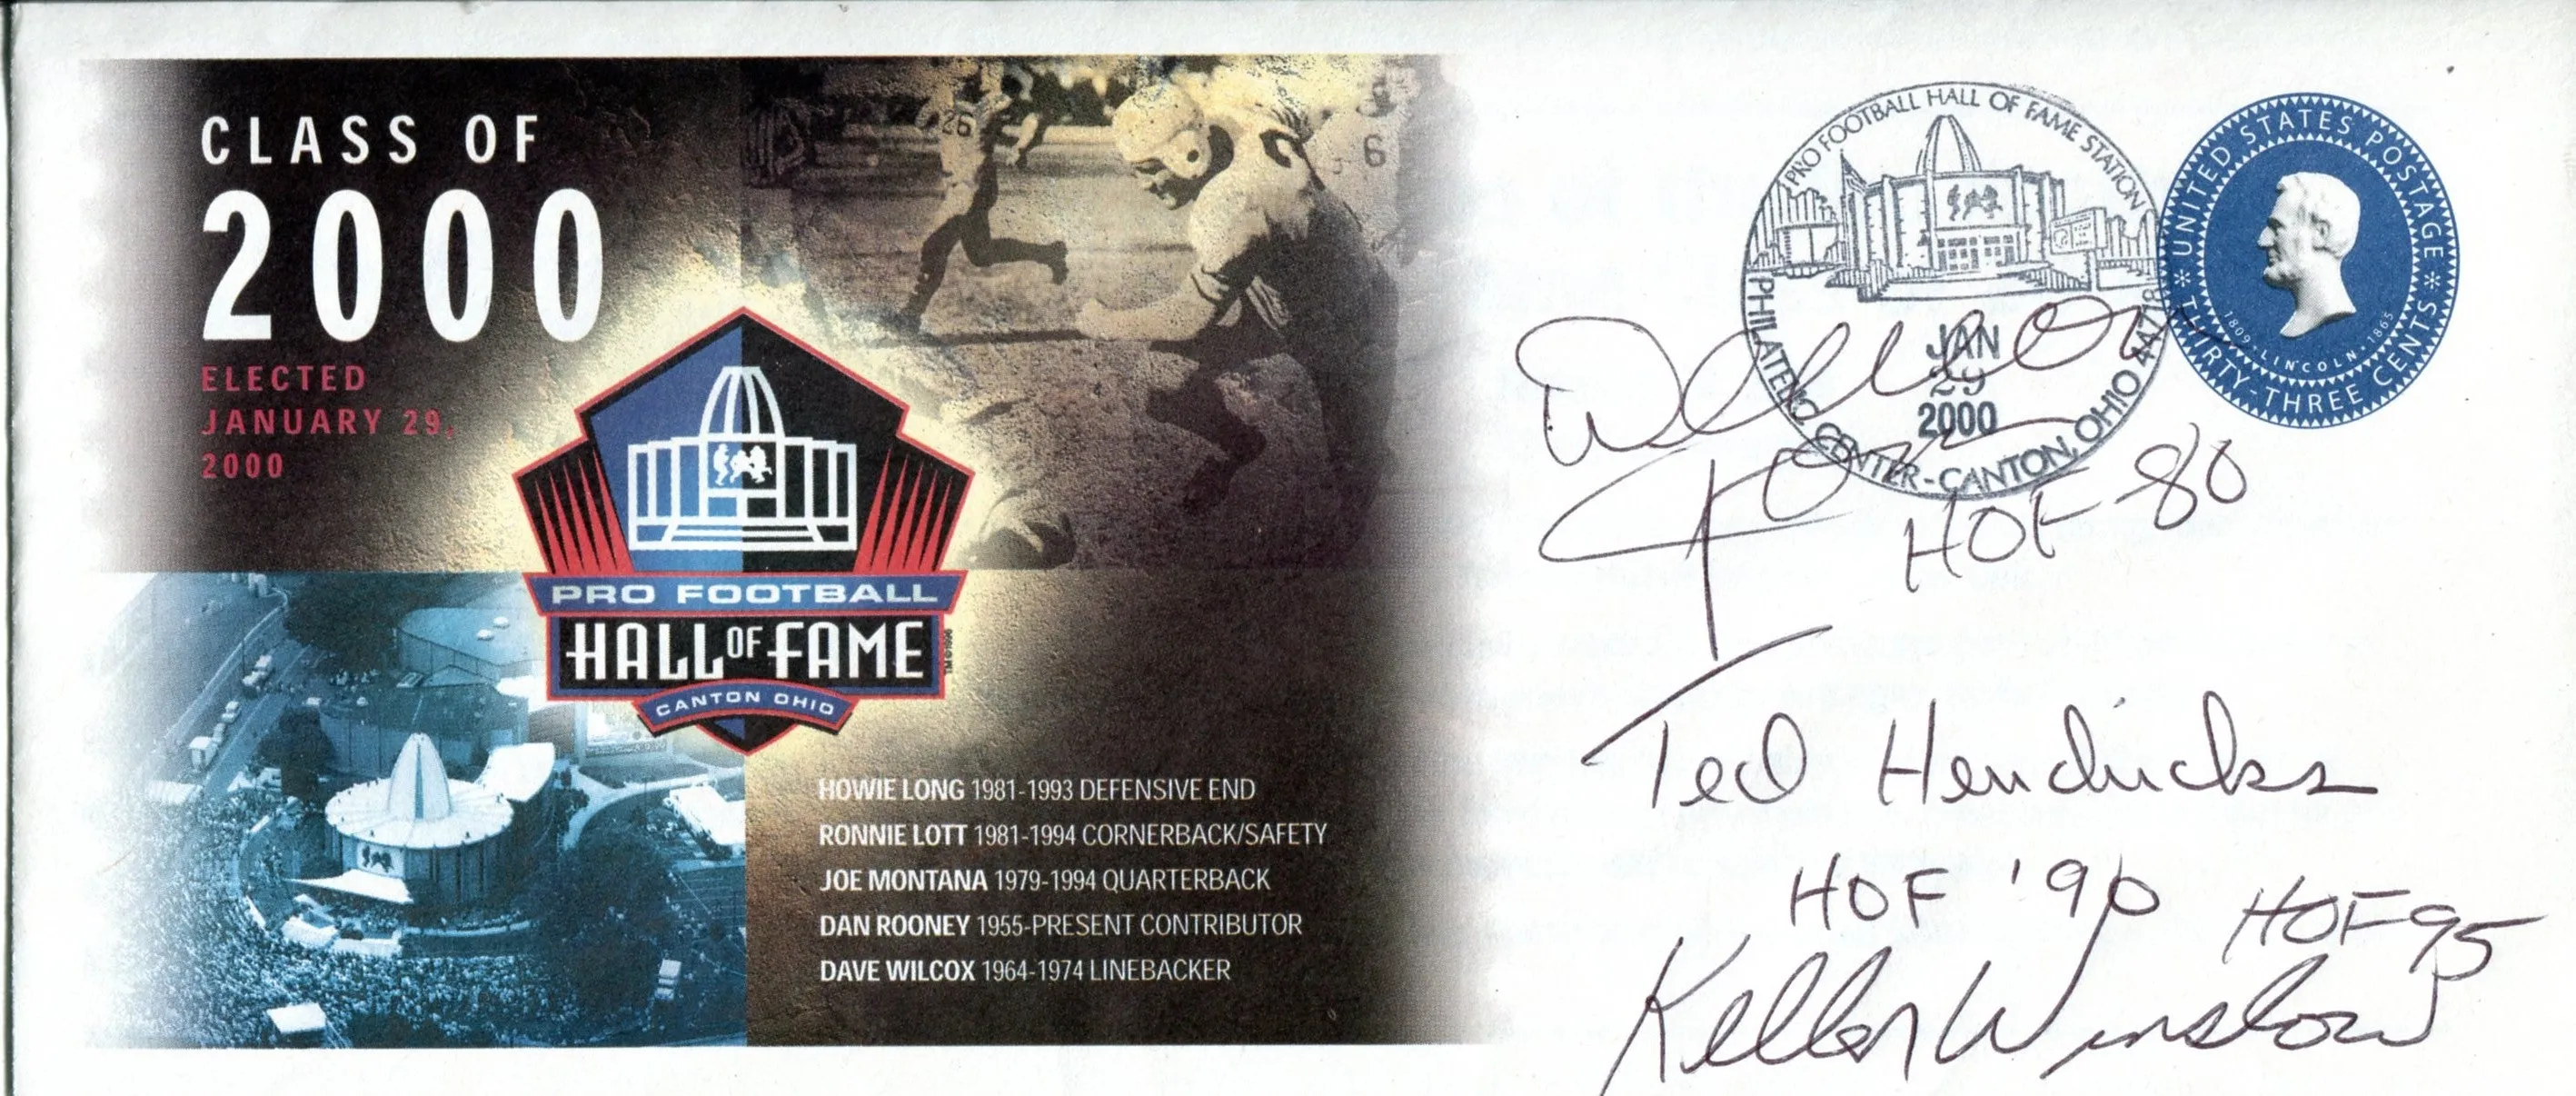 CLASS OF
2000
ELECTED
JANUARY 29,
2000
26
6
PRO FOOTBALL
HALL OF FAME
CANTON OHIO
HOWIE LONG 1981-1993 DEFENSIVE END
RONNIE LOTT 1981-1994 CORNERBACK/SAFETY
JOE MONTANA 1979-1994 QUARTERBACK
DAN ROONEY 1955-PRESENT CONTRIBUTOR
DAVE WILCOX 1964-1974 LINEBACKER
PRO FOOTBALL HALL OF FAME STATION
JAN
29
2000
PHILATELIC CENTER-CANTON, OHIO 44718
UNITED STATES POSTAGE
THIRTY-THREE CENTS
1809·LINCOLN·1865
HOF-80
Ted Hendricks
HOF '90
HOF 95
Kellen Winslow